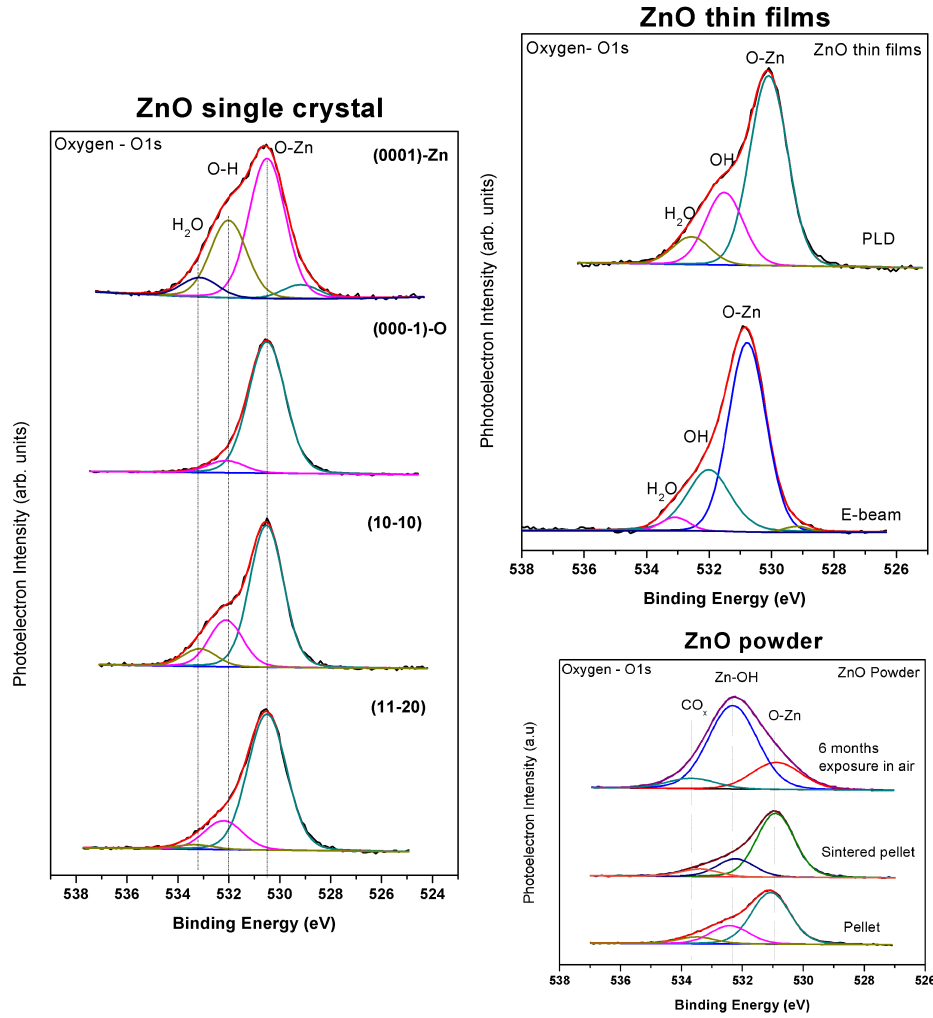 ZnO single crystal
Oxygen - O1s
(0001)-Zn
O-Zn
O-H
H2O
(000-1)-O
(10-10)
(11-20)
Photoelectron Intensity (arb. units)
538 536 534 532 530 528 526 524
Binding Energy (eV)
ZnO thin films
Oxygen- O1s
ZnO thin films
O-Zn
OH
H2O
PLD
O-Zn
OH
H2O
E-beam
Phhotoelectron Intensity (arb. units)
538 536 534 532 530 528 526
Binding Energy (eV)
ZnO powder
Oxygen - O1s
Zn-OH
ZnO Powder
COx
O-Zn
6 months
exposure in air
Sintered pellet
Pellet
Photoelectron Intensity (a.u)
538 536 534 532 530 528 526
Binding Energy (eV)